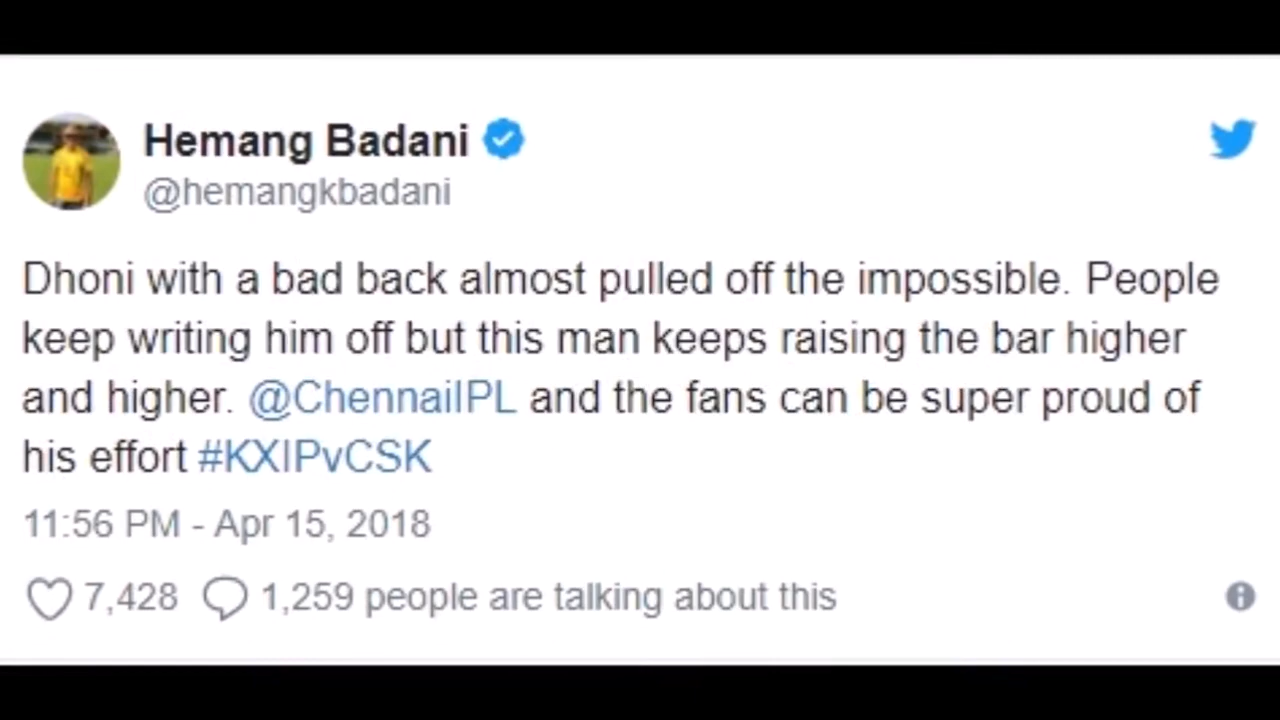 Hemang Badani
@hemangkbadani
Dhoni with a bad back almost pulled off the impossible. People
keep writing him off but this man keeps raising the bar higher
and higher. @ChennaiIPL and the fans can be super proud of
his effort #KXIPvCSK
11:56 PM - Apr 15, 2018
7,428 1,259 people are talking about this